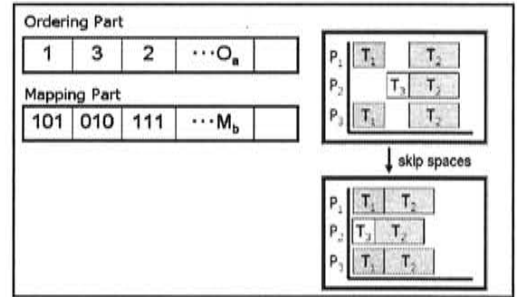 Ordering Part
1 3 2 ···Oₐ
Mapping Part
101 010 111 ···M_b
P₁ T₁ T₂
P₂ T₃ T₂
P₃ T₁ T₂
skip spaces
P₁ T₁ T₂
P₂ T₃ T₂
P₃ T₁ T₂